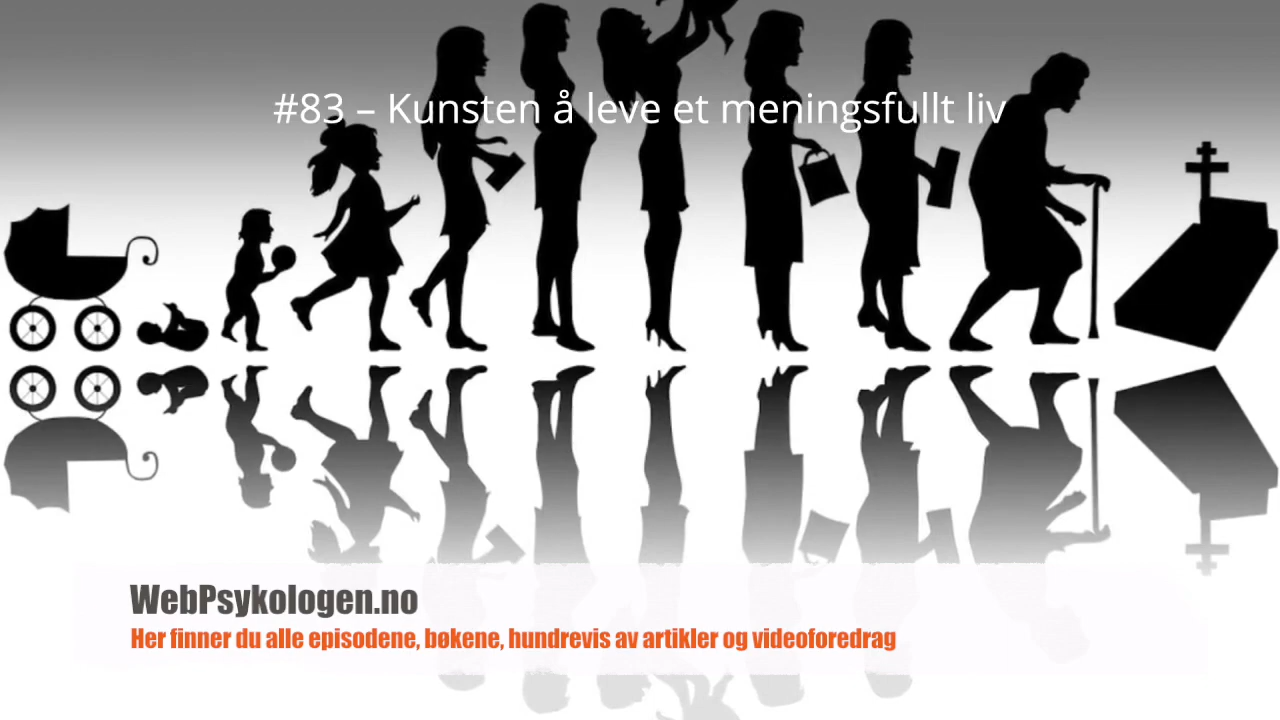 #83 – Kunsten å leve et meningsfullt liv
WebPsykologen.no
Her finner du alle episodene, bøkene, hundrevis av artikler og videoforedrag